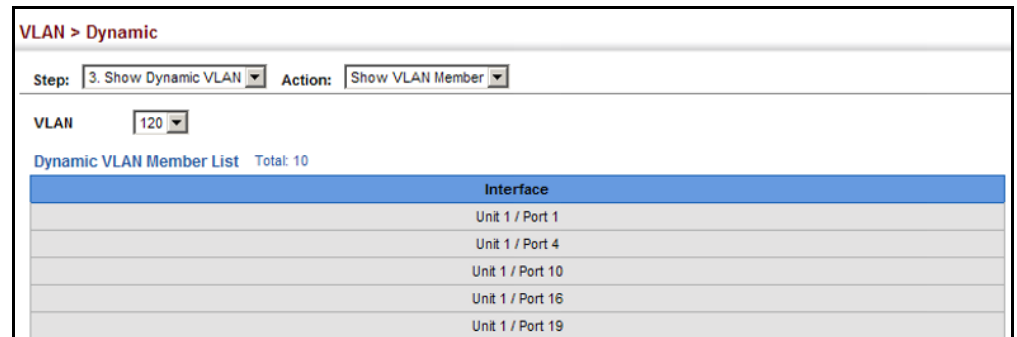 VLAN > Dynamic
Step: 3. Show Dynamic VLAN Action: Show VLAN Member
VLAN 120
Dynamic VLAN Member List Total: 10
Interface
Unit 1 / Port 1
Unit 1 / Port 4
Unit 1 / Port 10
Unit 1 / Port 16
Unit 1 / Port 19